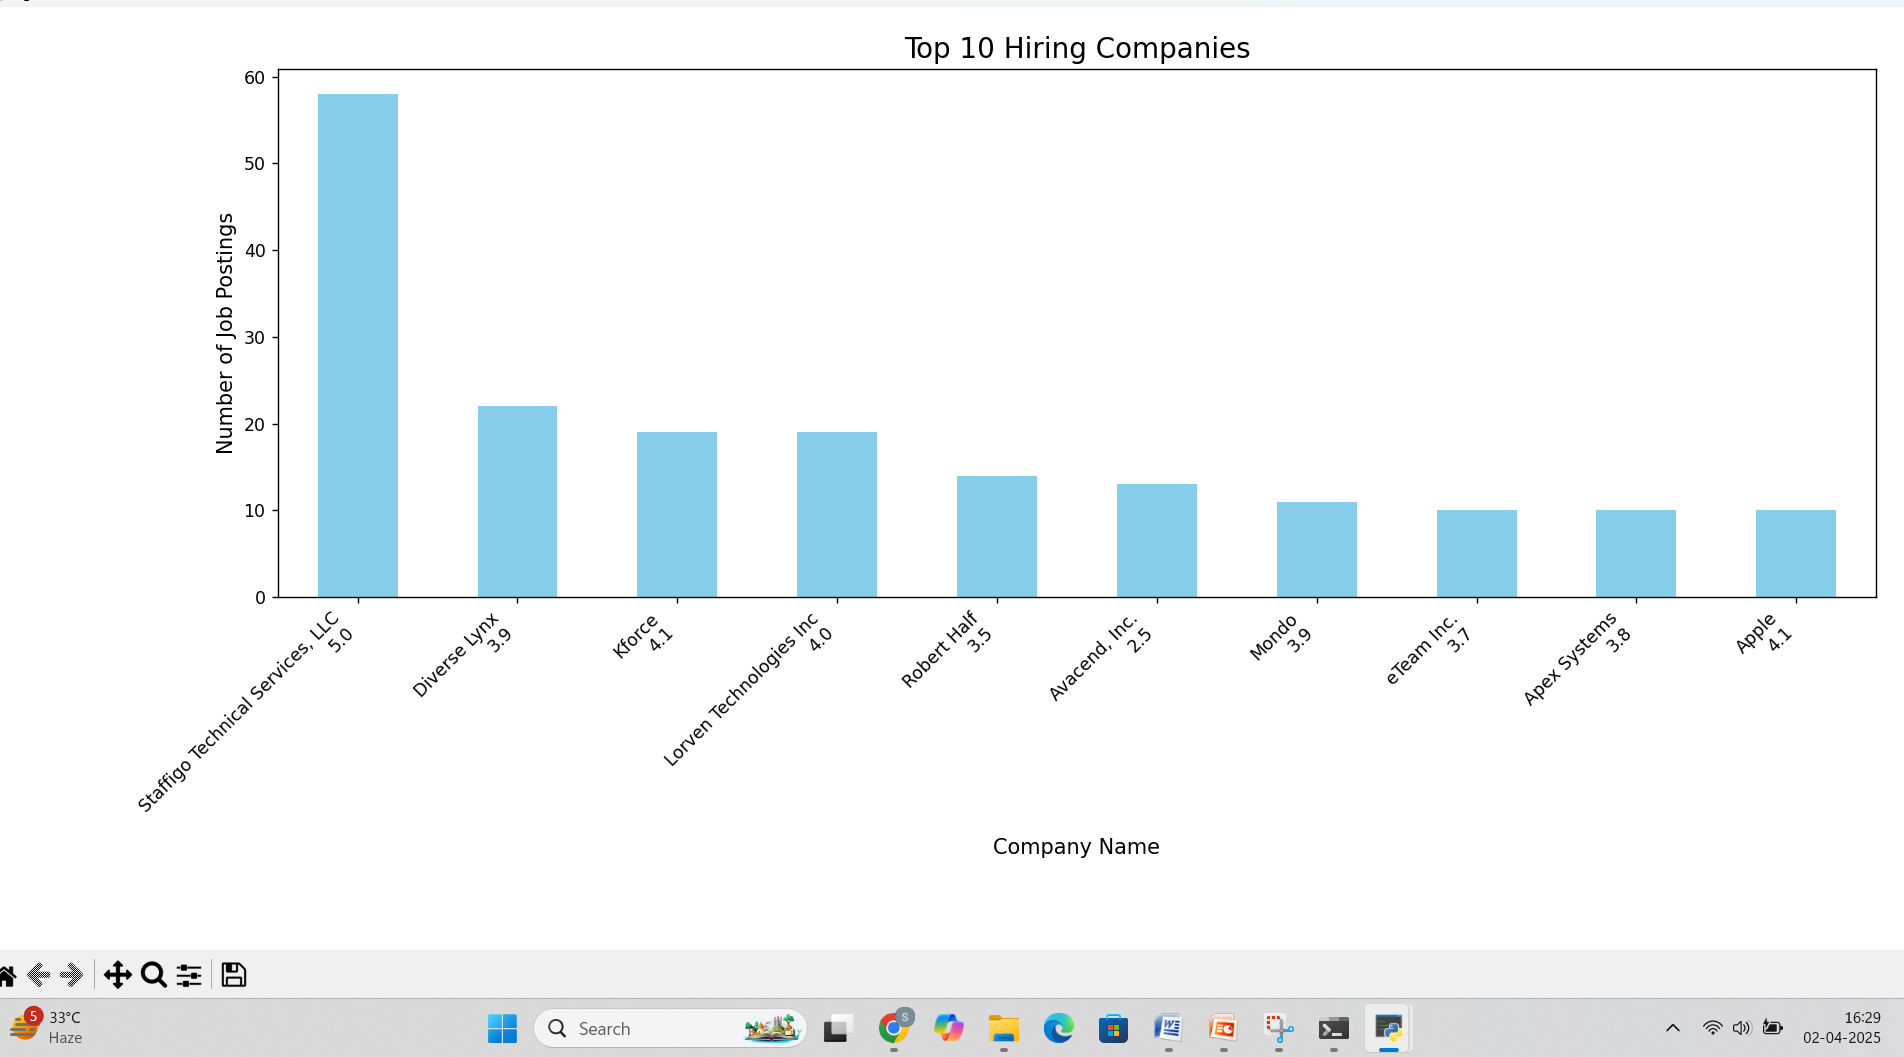 Top 10 Hiring Companies
60
50
40
30
20
10
0
Number of Job Postings
Staffigo Technical Services, LLC
5.0
Diverse Lynx
3.9
Kforce
4.1
Lorven Technologies Inc
4.0
Robert Half
3.5
Avacend, Inc.
2.5
Mondo
3.9
eTeam Inc.
3.7
Apex Systems
3.8
Apple
4.1
Company Name
5
33°C
Haze
Search
S
16:29
02-04-2025